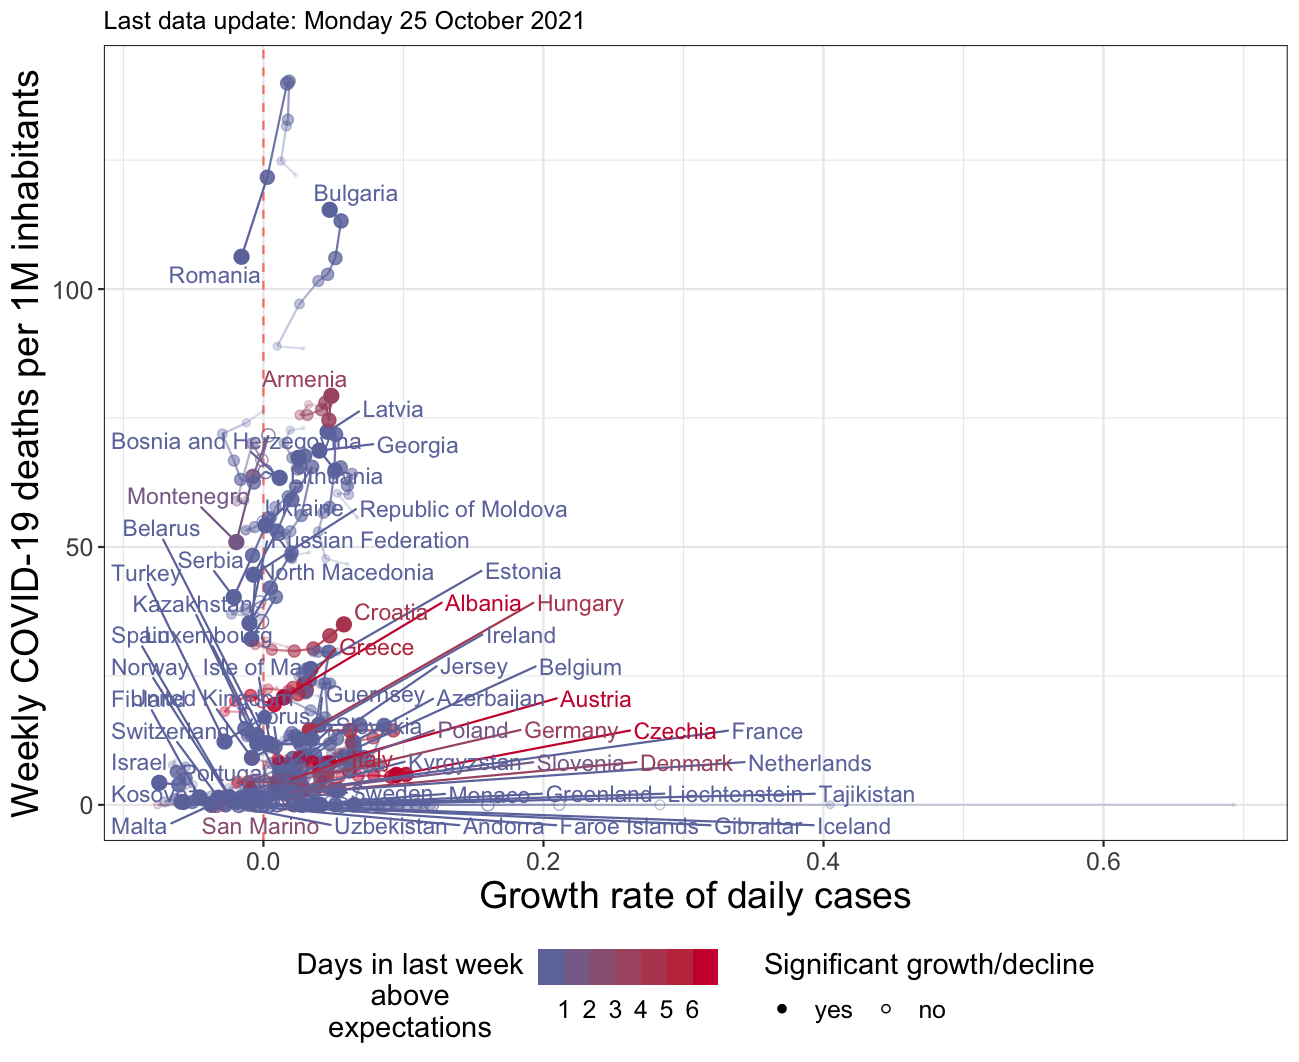 Last data update: Monday 25 October 2021
Weekly COVID-19 deaths per 1M inhabitants
Bulgaria
Romania
100
Armenia
Latvia
Bosnia and Herzegovina
Georgia
Lithuania
Montenegro
Ukraine
Republic of Moldova
Belarus
Russian Federation
50
Serbia
Turkey
North Macedonia
Estonia
Kazakhstan
Croatia
Albania
Hungary
Spain
Luxembourg
Greece
Ireland
Norway
Isle of Man
Jersey
Belgium
Finland
United Kingdom
Guemsey
Azerbaijan
Austria
Switzerland
Slovakia
Poland
Germany
Czechia
France
Israel
Portugal
Italy
Kyrgyzstan
Slovenia
Denmark
Netherlands
Kosovo
Sweden
Monaco
Greenland
Liechtenstein
Tajikistan
0
Malta
San Marino
Uzbekistan
Andorra
Faroe Islands
Gibraltar
Iceland
0.0
0.2
0.4
0.6
Growth rate of daily cases
Days in last week
above
expectations
1 2 3 4 5 6
Significant growth/decline
yes
no